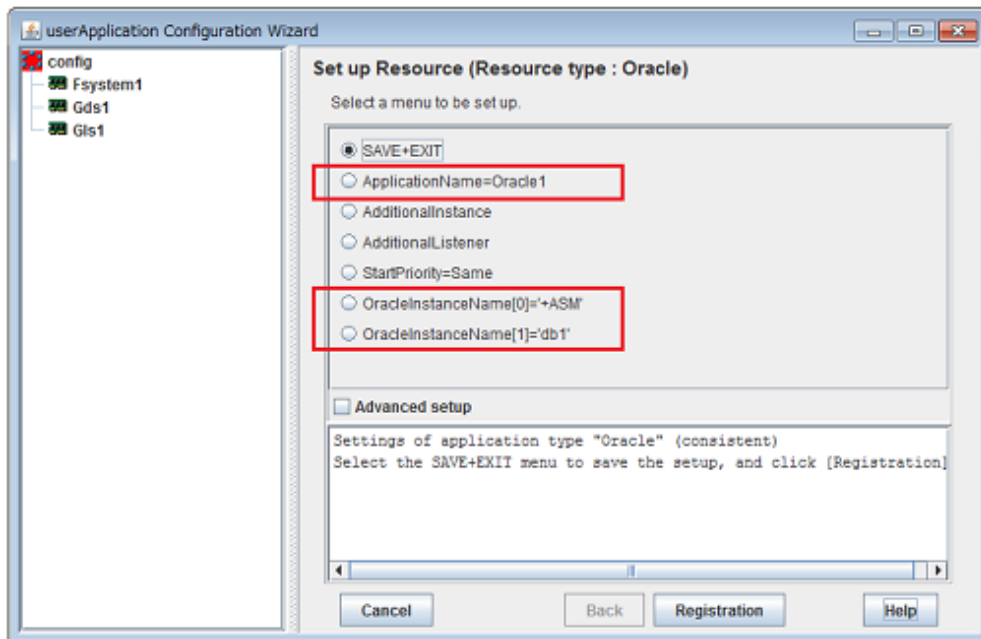 userApplication Configuration Wizard
config
Fsystem1
Gds1
Gls1
Set up Resource (Resource type : Oracle)
Select a menu to be set up.
SAVE+EXIT
ApplicationName=Oracle1
AdditionalInstance
AdditionalListener
StartPriority=Same
OracleInstanceName[0]='+ASM'
OracleInstanceName[1]='db1'
Advanced setup
Settings of application type "Oracle" (consistent)
Select the SAVE+EXIT menu to save the setup, and click [Registration]
Cancel Back Registration Help